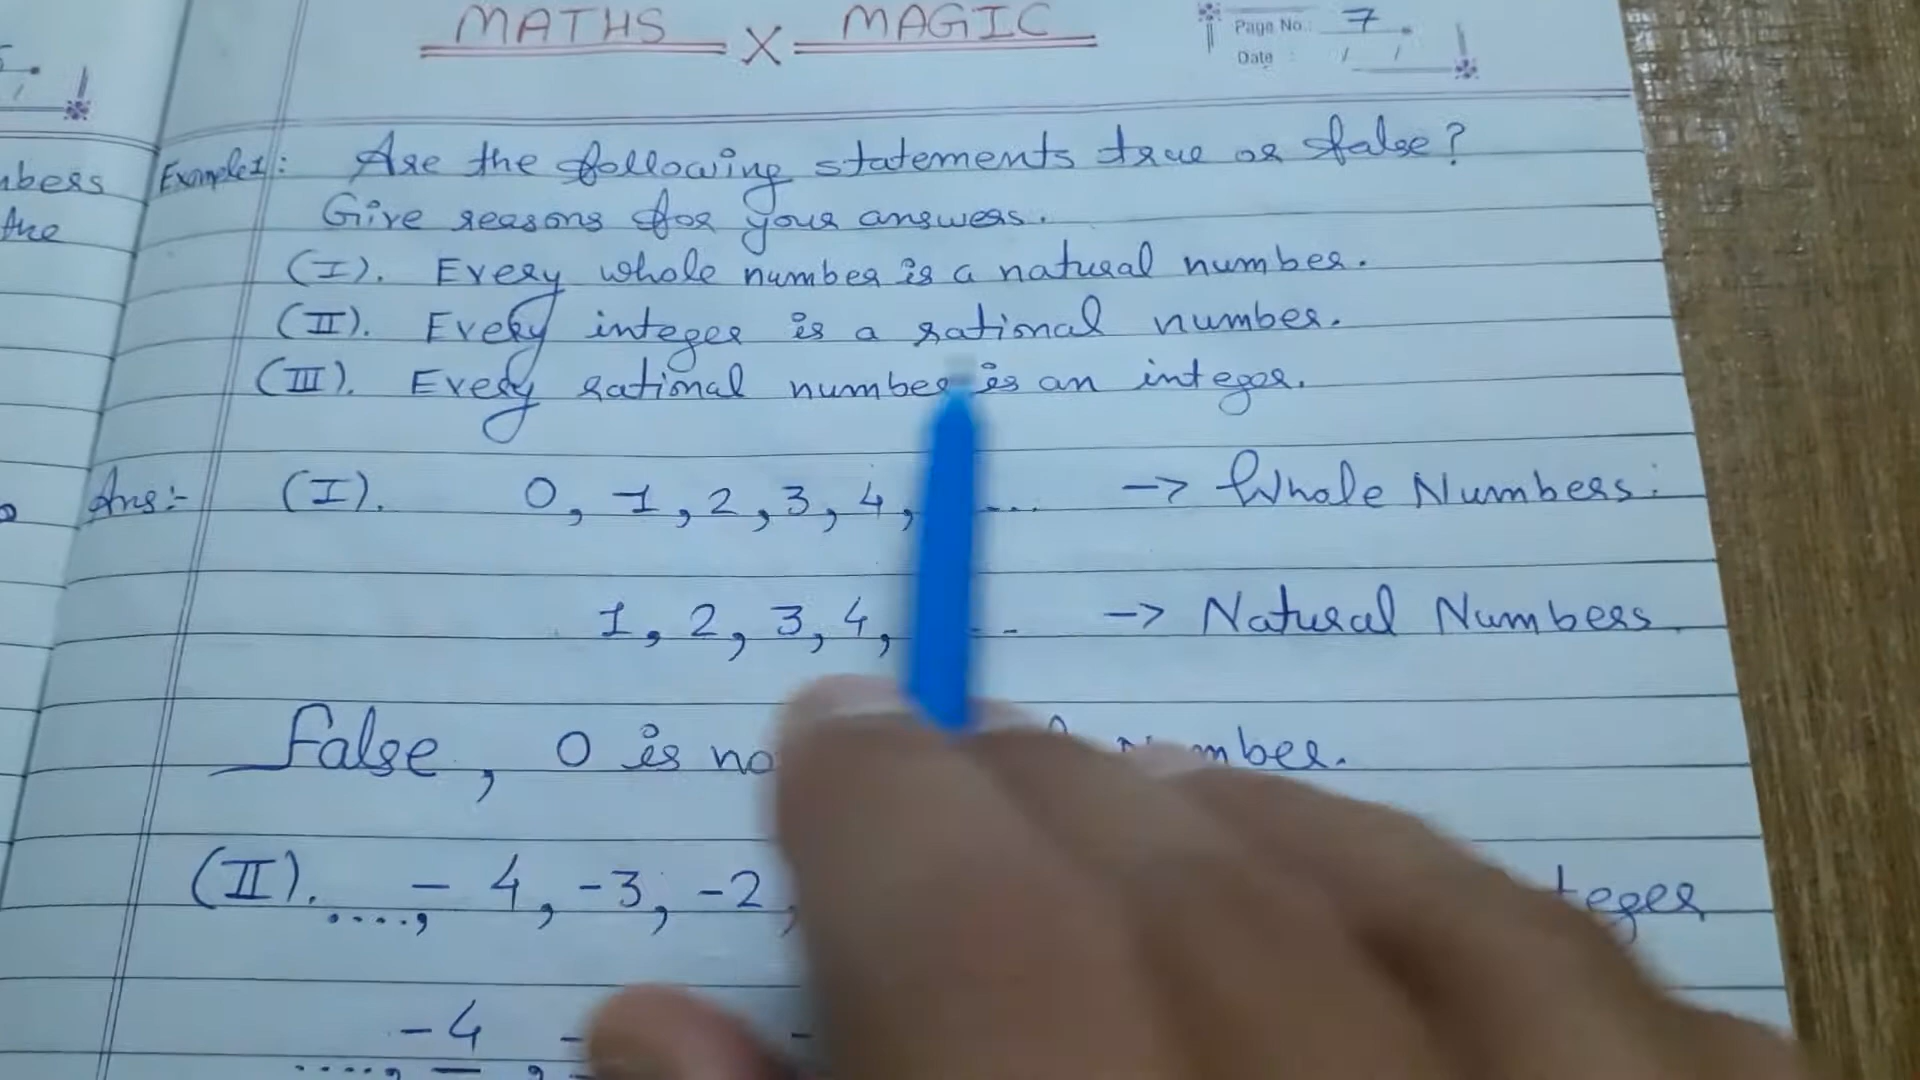 MATHS X MAGIC
Page No.: 7
Date : / /
Example1: Are the following statements true or false?
Give reasons for your answers.
(I). Every whole number is a natural number.
(II). Every integer is a rational number.
(III). Every rational number is an integer.
Ans:- (I). 0, 1, 2, 3, 4, ... -> Whole Numbers.
1, 2, 3, 4, -- -> Natural Numbers.
False, 0 is
(II). ...., -4, -3, -2,
...., -4 ,
the